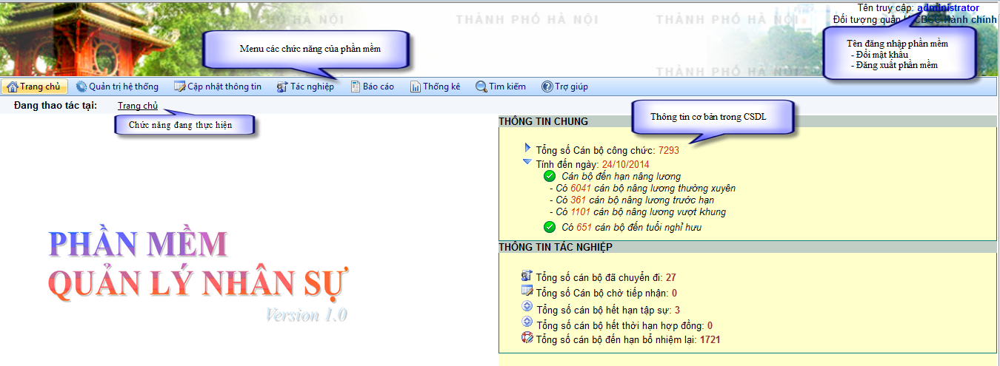 THÀNH PHỐ HÀ NỘI
THÀNH PHỐ HÀ NỘI
THÀNH PHỐ HÀ NỘI
Tên truy cập: administrator
Đối tượng quản lý: CBCC Hành chính
Menu các chức năng của phần mềm
Tên đăng nhập phần mềm
- Đổi mật khẩu
- Đăng xuất phần mềm
THÀNH PHỐ HÀ NỘI
Trang chủ Quản trị hệ thống Cập nhật thông tin Tác nghiệp Báo cáo Thống kê Tìm kiếm Trợ giúp
Đang thao tác tại: Trang chủ
Chức năng đang thực hiện
Thông tin cơ bản trong CSDL
THÔNG TIN CHUNG
Tổng số Cán bộ công chức: 7293
Tính đến ngày: 24/10/2014
Cán bộ đến hạn nâng lương
- Có 6041 cán bộ nâng lương thường xuyên
- Có 361 cán bộ nâng lương trước hạn
- Có 1101 cán bộ nâng lương vượt khung
Có 651 cán bộ đến tuổi nghỉ hưu
PHẦN MỀM
QUẢN LÝ NHÂN SỰ
Version 1.0
THÔNG TIN TÁC NGHIỆP
Tổng số cán bộ đã chuyển đi: 27
Tổng số Cán bộ chờ tiếp nhận: 0
Tổng số cán bộ hết hạn tập sự: 3
Tổng số cán bộ hết thời hạn hợp đồng: 0
Tổng số cán bộ đến hạn bổ nhiệm lại: 1721